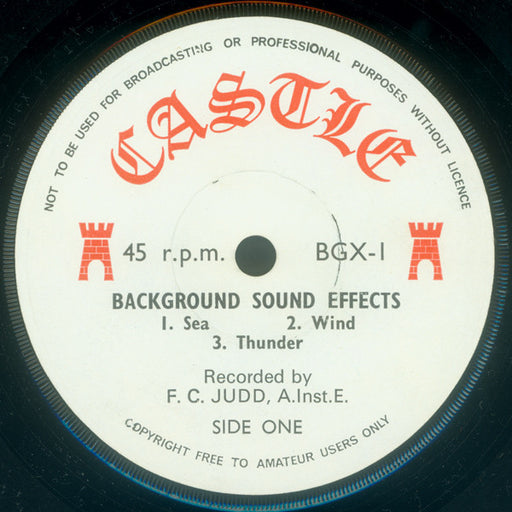 NOT TO BE USED FOR BROADCASTING OR PROFESSIONAL PURPOSES WITHOUT LICENCE
CASTLE
45 r.p.m. BGX-1
BACKGROUND SOUND EFFECTS
1. Sea 2. Wind
3. Thunder
Recorded by
F. C. JUDD, A.Inst.E.
SIDE ONE
COPYRIGHT FREE TO AMATEUR USERS ONLY